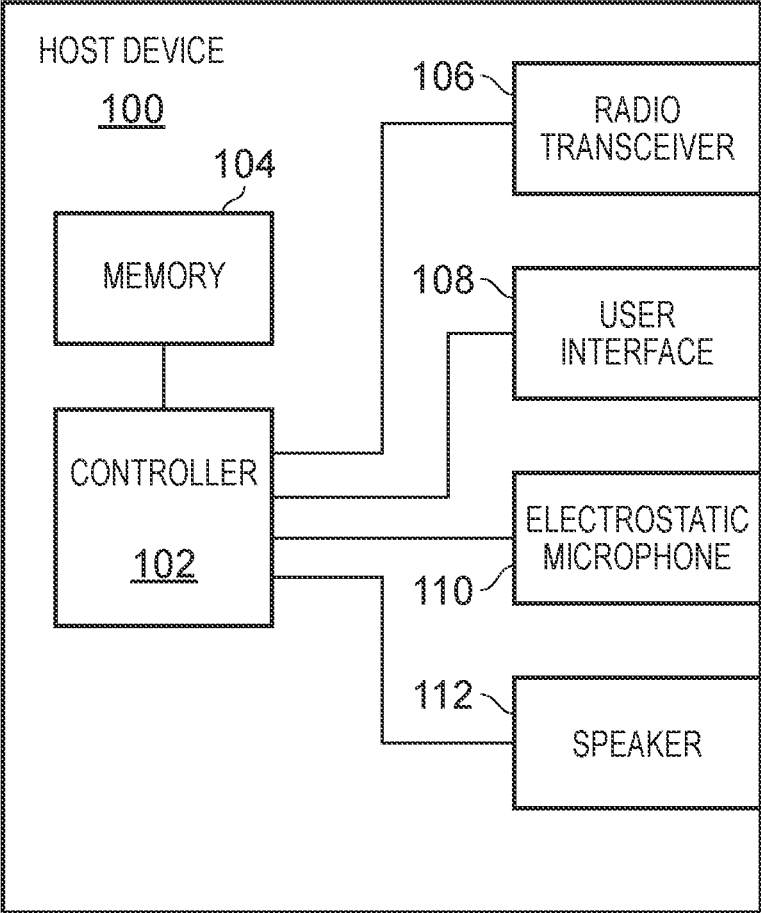 HOST DEVICE
100
106
RADIO
TRANSCEIVER
104
MEMORY
108
USER
INTERFACE
CONTROLLER
102
ELECTROSTATIC
MICROPHONE
110
112
SPEAKER